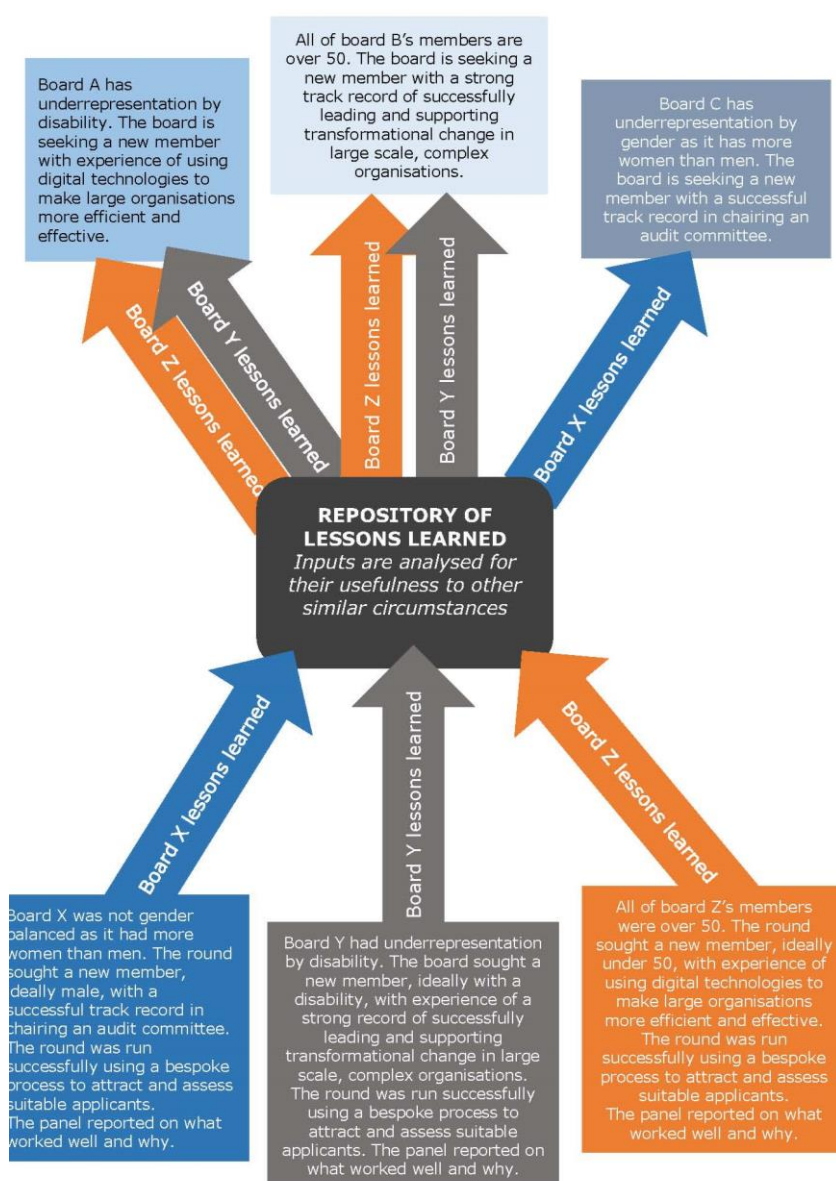 All of board B's members are
over 50. The board is seeking a
new member with a strong
track record of successfully
leading and supporting
transformational change in
large scale, complex
organisations.
Board A has
underrepresentation by
disability. The board is
seeking a new member
with experience of using
digital technologies to
make large organisations
more efficient and
effective.
Board C has
underrepresentation by
gender as it has more
women than men. The
board is seeking a new
member with a successful
track record in chairing an
audit committee.
Board Z lessons learned
Board Y lessons learned
Board Z lessons learned
Board Y lessons learned
Board X lessons learned
REPOSITORY OF
LESSONS LEARNED
Inputs are analysed for
their usefulness to other
similar circumstances
Board X lessons learned
Board Y lessons learned
Board Z lessons learned
Board X was not gender
balanced as it had more
women than men. The round
sought a new member,
ideally male, with a
successful track record in
chairing an audit committee.
The round was run
successfully using a bespoke
process to attract and assess
suitable applicants.
The panel reported on what
worked well and why.
Board Y had underrepresentation
by disability. The board sought a
new member, ideally with a
disability, with experience of a
strong record of successfully
leading and supporting
transformational change in large
scale, complex organisations.
The round was run successfully
using a bespoke process to
attract and assess suitable
applicants. The panel reported on
what worked well and why.
All of board Z's members
were over 50. The round
sought a new member, ideally
under 50, with experience of
using digital technologies to
make large organisations
more efficient and effective.
The round was run
successfully using a bespoke
process to attract and assess
suitable applicants.
The panel reported on what
worked well and why.